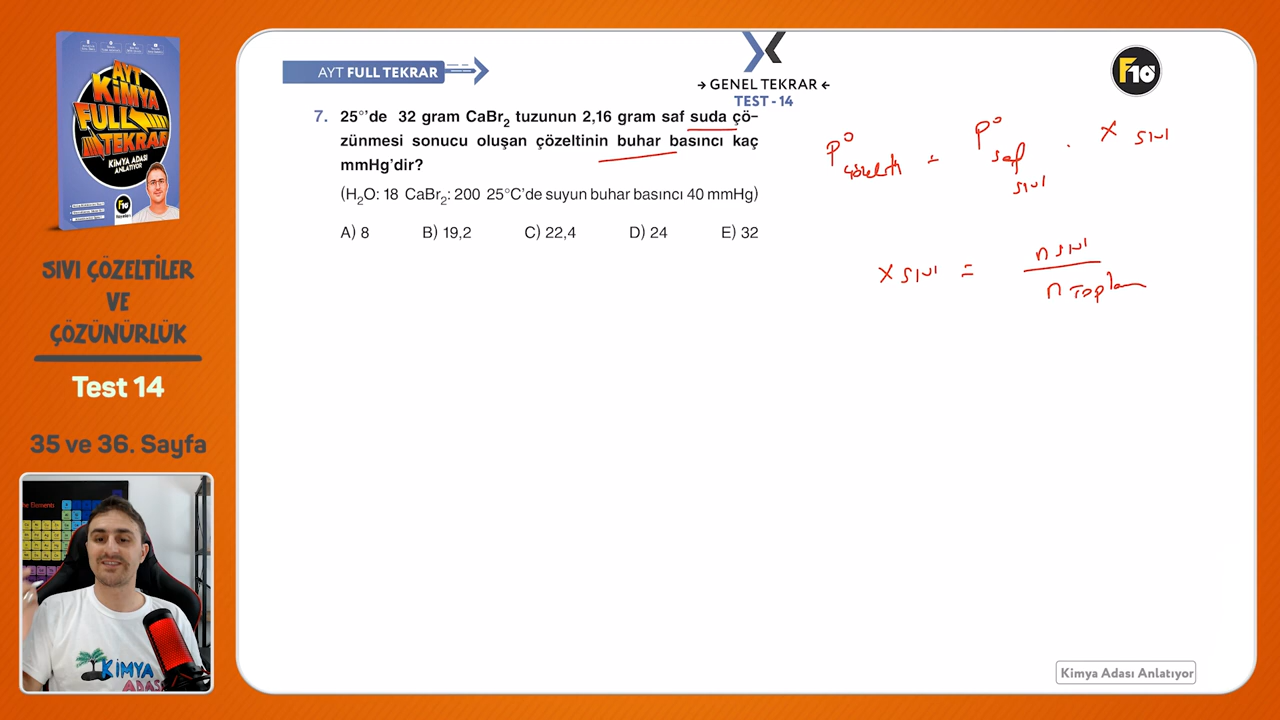 AYT
KİMYA
FULL
TEKRAR
KİMYA ADASI
ANLATIYOR
F10
SIVI ÇÖZELTİLER
VE
ÇÖZÜNÜRLÜK
Test 14
35 ve 36. Sayfa
KİMYA
ADASI
AYT FULL TEKRAR
GENEL TEKRAR
TEST - 14
F10
7. 25°'de 32 gram CaBr₂ tuzunun 2,16 gram saf suda çö-
zünmesi sonucu oluşan çözeltinin buhar basıncı kaç
mmHg'dir?
(H₂O: 18 CaBr₂: 200 25°C'de suyun buhar basıncı 40 mmHg)
A) 8 B) 19,2 C) 22,4 D) 24 E) 32
P° çözelti = P° saf sıvı . X sıvı
X sıvı = n sıvı / n Toplam
Kimya Adası Anlatıyor